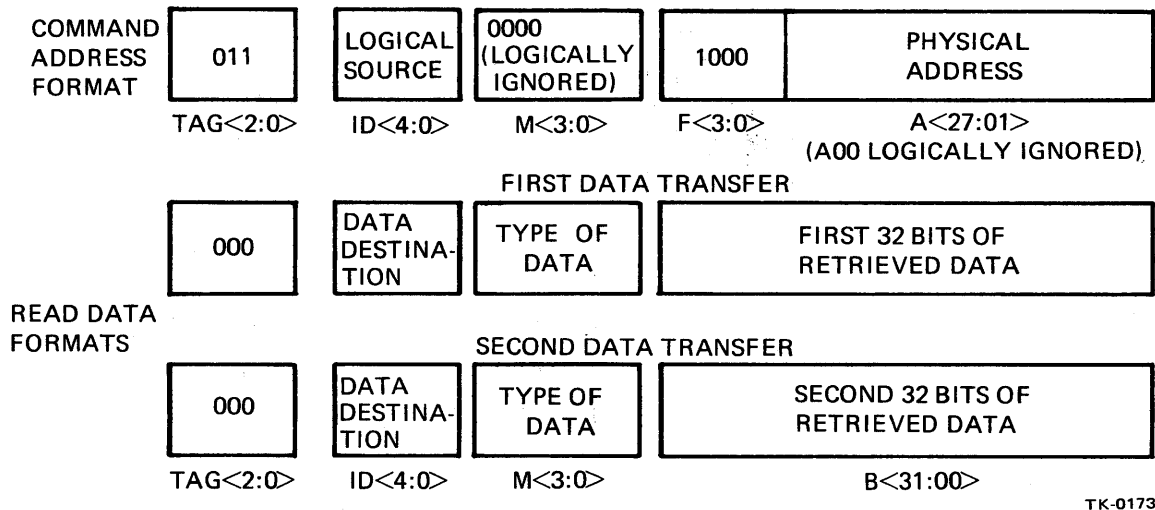 COMMAND ADDRESS FORMAT
011
LOGICAL SOURCE
0000 (LOGICALLY IGNORED)
1000
PHYSICAL ADDRESS
TAG<2:0> ID<4:0> M<3:0> F<3:0> A<27:01>
(A00 LOGICALLY IGNORED)
FIRST DATA TRANSFER
000
DATA DESTINA-TION
TYPE OF DATA
FIRST 32 BITS OF RETRIEVED DATA
READ DATA FORMATS
SECOND DATA TRANSFER
000
DATA DESTINA-TION
TYPE OF DATA
SECOND 32 BITS OF RETRIEVED DATA
TAG<2:0> ID<4:0> M<3:0> B<31:00>
TK-0173